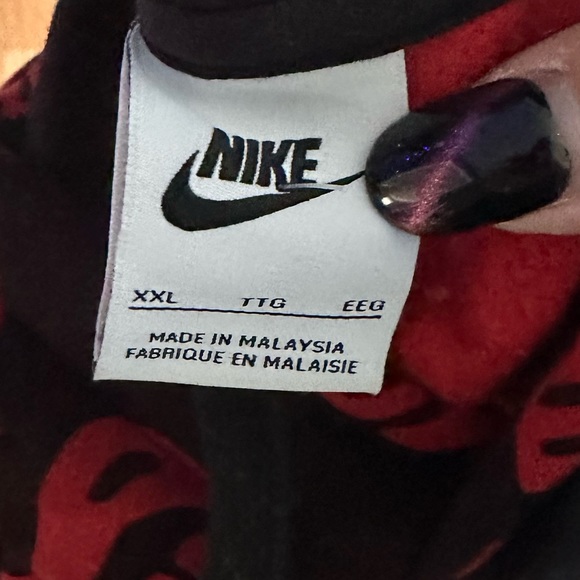 NIKE
XXL TTG EEG
MADE IN MALAYSIA
FABRIQUE EN MALAISIE